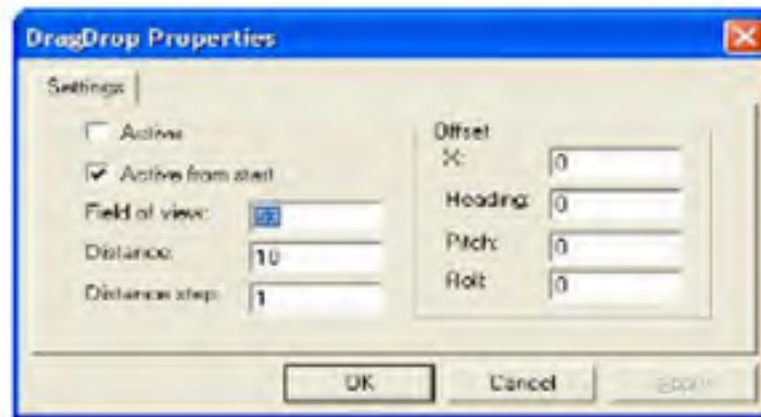 DragDrop Properties
Settings
Active
Active from start
Field of view:
Distance: 10
Distance step: 1
Offset
X: 0
Heading: 0
Pitch: 0
Roll: 0
OK
Cancel
Apply